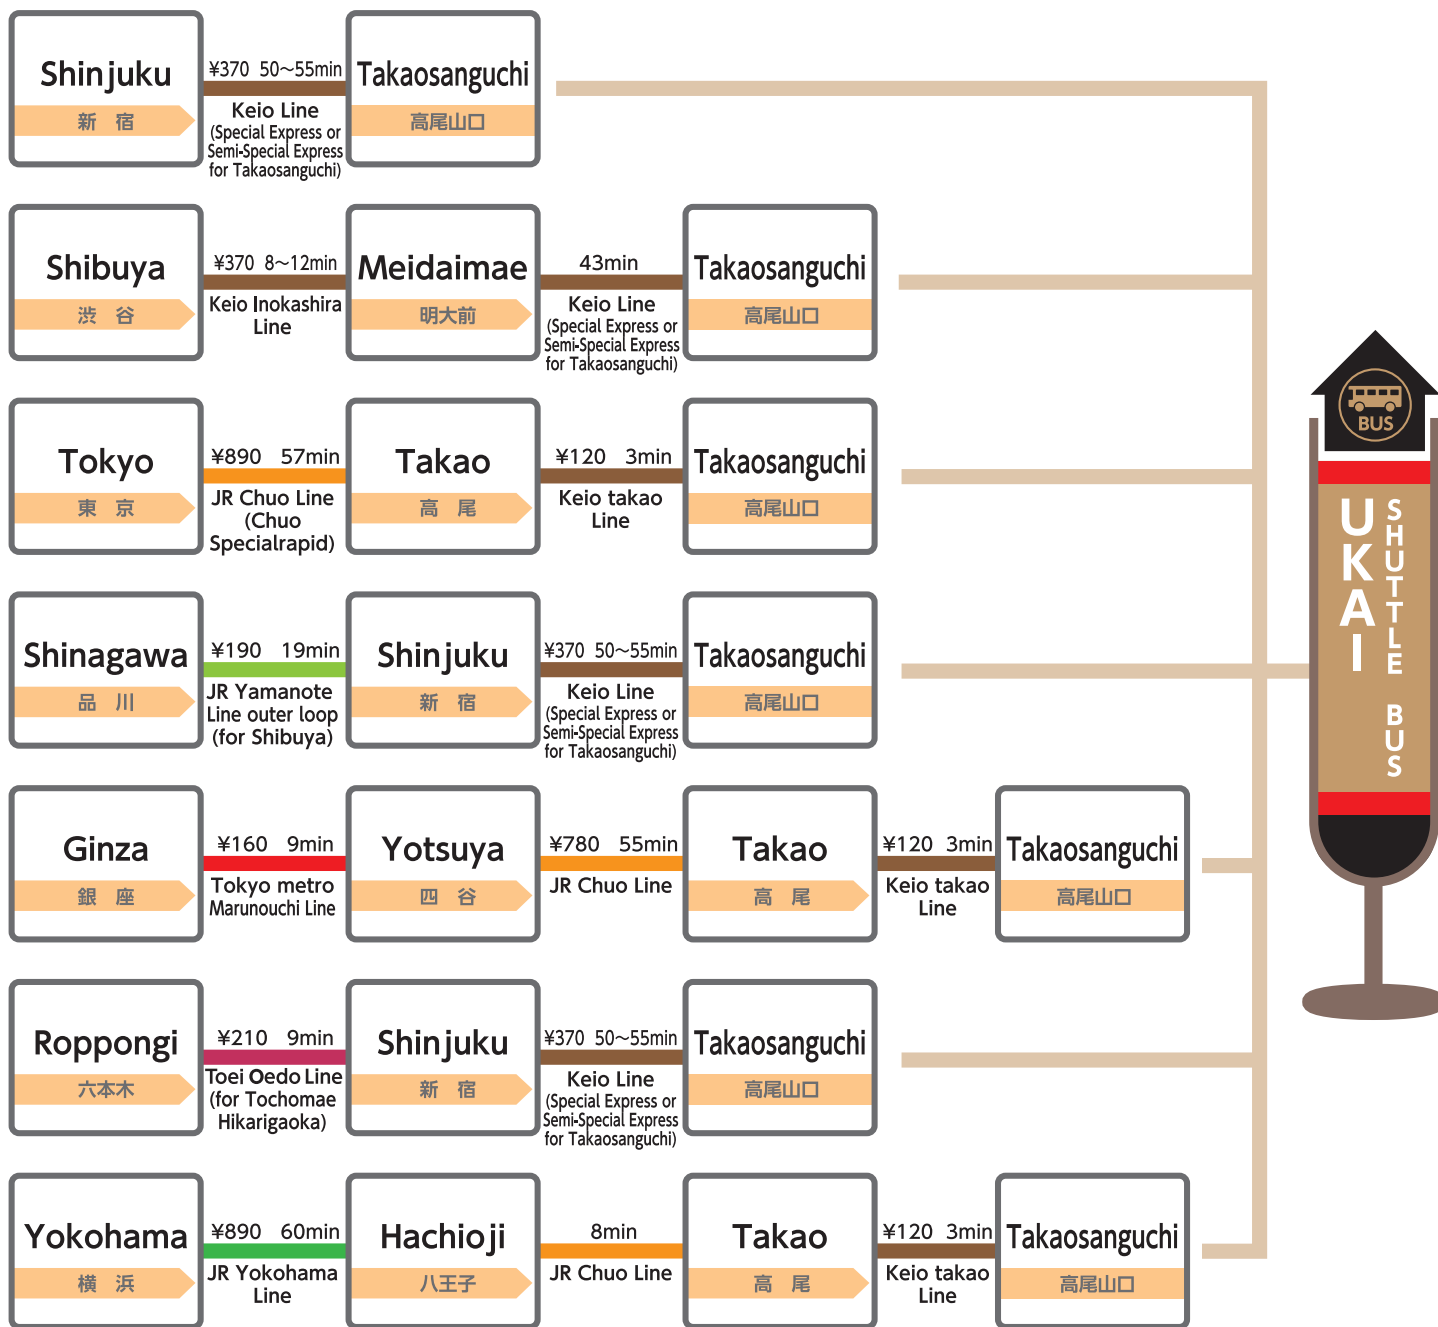 Shinjuku
新 宿
¥370 50~55min
Keio Line
(Special Express or
Semi-Special Express
for Takaosanguchi)
Takaosanguchi
高尾山口
Shibuya
渋 谷
¥370 8~12min
Keio Inokashira
Line
Meidaimae
明大前
43min
Keio Line
(Special Express or
Semi-Special Express
for Takaosanguchi)
Takaosanguchi
高尾山口
Tokyo
東 京
¥890 57min
JR Chuo Line
(Chuo
Specialrapid)
Takao
高 尾
¥120 3min
Keio takao
Line
Takaosanguchi
高尾山口
Shinagawa
品 川
¥190 19min
JR Yamanote
Line outer loop
(for Shibuya)
Shinjuku
新 宿
¥370 50~55min
Keio Line
(Special Express or
Semi-Special Express
for Takaosanguchi)
Takaosanguchi
高尾山口
Ginza
銀 座
¥160 9min
Tokyo metro
Marunouchi Line
Yotsuya
四 谷
¥780 55min
JR Chuo Line
Takao
高 尾
¥120 3min
Keio takao
Line
Takaosanguchi
高尾山口
Roppongi
六本木
¥210 9min
Toei Oedo Line
(for Tochomae
Hikarigaoka)
Shinjuku
新 宿
¥370 50~55min
Keio Line
(Special Express or
Semi-Special Express
for Takaosanguchi)
Takaosanguchi
高尾山口
Yokohama
横 浜
¥890 60min
JR Yokohama
Line
Hachioji
八王子
8min
JR Chuo Line
Takao
高 尾
¥120 3min
Keio takao
Line
Takaosanguchi
高尾山口
BUS
UKAI
SHUTTLE BUS